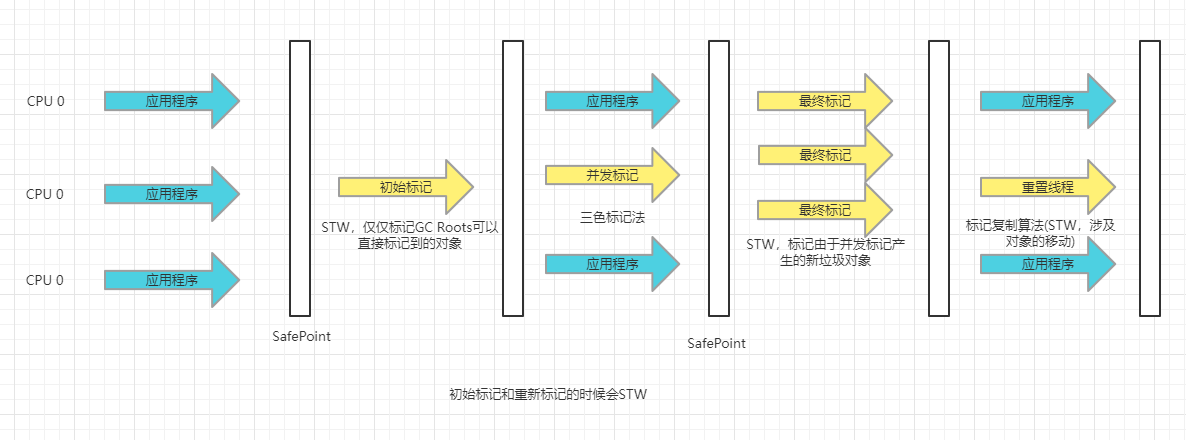 CPU 0
应用程序
应用程序
最终标记
应用程序
最终标记
并发标记
CPU 0
应用程序
初始标记
重置线程
三色标记法
最终标记
STW，仅仅标记GC Roots可以
直接标记到的对象
标记复制算法(STW，涉及
对象的移动)
STW，标记由于并发标记产
生的新垃圾对象
CPU 0
应用程序
应用程序
应用程序
SafePoint
SafePoint
初始标记和重新标记的时候会STW